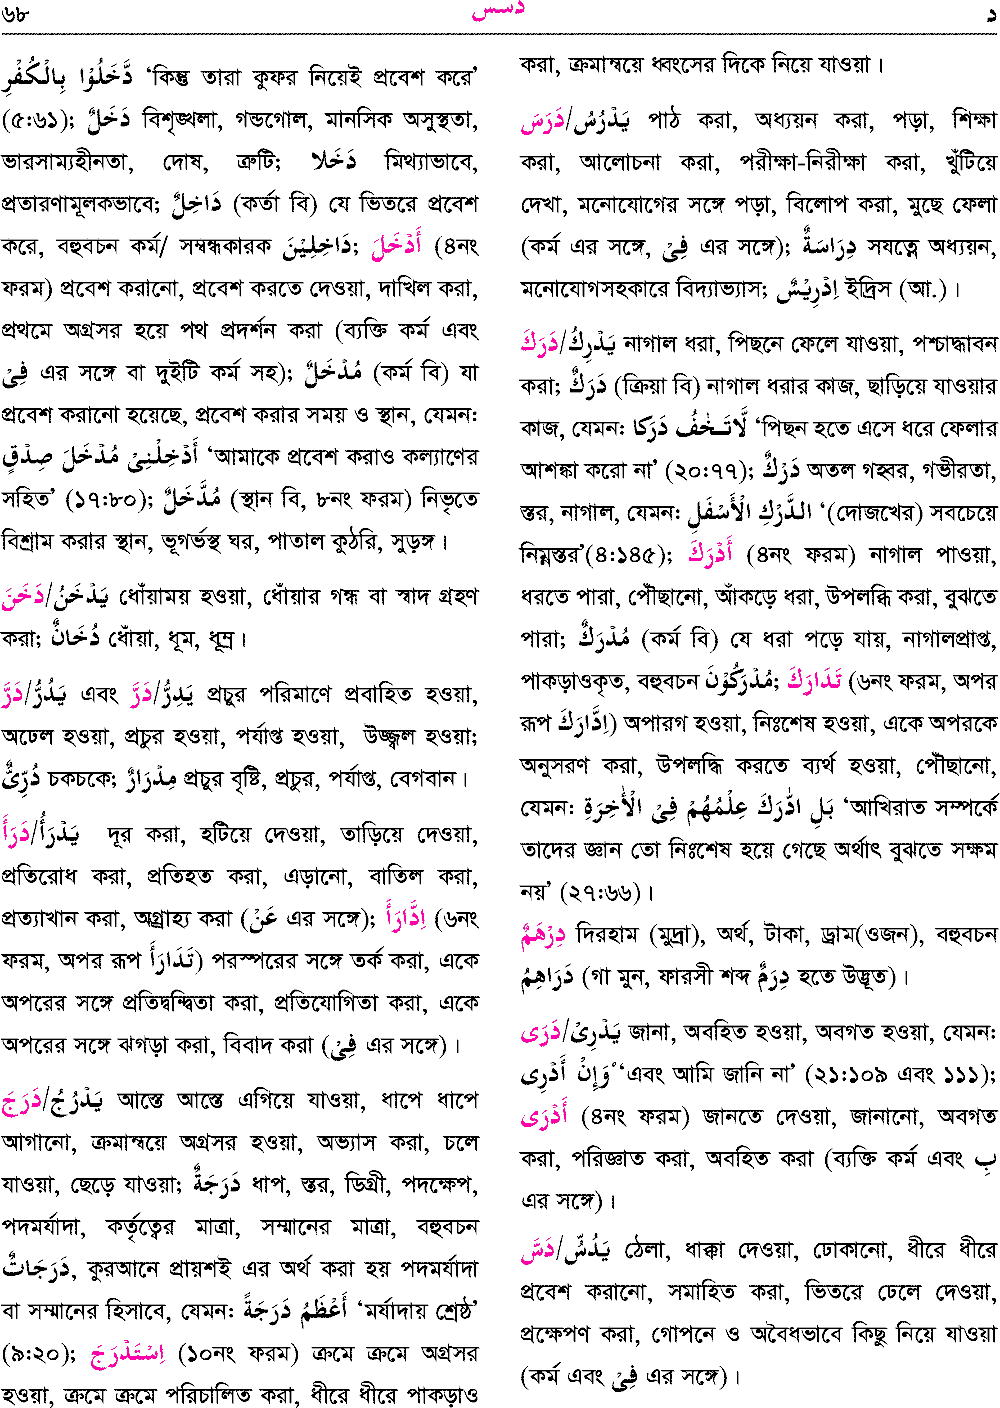 ৬৮ دسس د
دَّخَلُوْا بِالْكُفْرِ ‘কিন্তু তারা কুফর নিয়েই প্রবেশ করে’
(৫:৬১); دَخَلٌ বিশৃঙ্খলা, গন্ডগোল, মানসিক অসুস্থতা,
ভারসাম্যহীনতা, দোষ, ত্রুটি; دَخَلا মিথ্যাভাবে,
প্রতারণামূলকভাবে; دَاخِلٌ (কর্তা বি) যে ভিতরে প্রবেশ
করে, বহুবচন কর্ম/ সম্বন্ধকারক دَاخِلِيْنَ; أَدْخَلَ (৪নং
ফরম) প্রবেশ করানো, প্রবেশ করতে দেওয়া, দাখিল করা,
প্রথমে অগ্রসর হয়ে পথ প্রদর্শন করা (ব্যক্তি কর্ম এবং
فِيْ এর সঙ্গে বা দুইটি কর্ম সহ); مُدْخَلٌ (কর্ম বি) যা
প্রবেশ করানো হয়েছে, প্রবেশ করার সময় ও স্থান, যেমন:
أَدْخِلْنِيْ مُدْخَلَ صِدْقٍ ‘আমাকে প্রবেশ করাও কল্যাণের
সহিত’ (১৭:৮০); مُدَّخَلٌ (স্থান বি, ৮নং ফরম) নিভৃতে
বিশ্রাম করার স্থান, ভূগর্ভস্থ ঘর, পাতাল কুঠরি, সুড়ঙ্গ।
دَخَنَ/يَدْخَنُ ধোঁয়াময় হওয়া, ধোঁয়ার গন্ধ বা স্বাদ গ্রহণ
করা; دُخَانٌ ধোঁয়া, ধূম, ধূম্র।
دَرَّ/يَدُرُّ এবং دَرَّ/يَدِرُّ প্রচূর পরিমাণে প্রবাহিত হওয়া,
অঢেল হওয়া, প্রচুর হওয়া, পর্যাপ্ত হওয়া, উজ্জ্বল হওয়া;
دُرِّيٌّ চকচকে; مِدْرَارٌ প্রচুর বৃষ্টি, প্রচুর, পর্যাপ্ত, বেগবান।
دَرَأَ/يَدْرَأُ দূর করা, হটিয়ে দেওয়া, তাড়িয়ে দেওয়া,
প্রতিরোধ করা, প্রতিহত করা, এড়ানো, বাতিল করা,
প্রত্যাখান করা, অগ্রাহ্য করা (عَنْ এর সঙ্গে); اِدَّارَأَ (৬নং
ফরম, অপর রূপ تَدَارَأَ) পরস্পরের সঙ্গে তর্ক করা, একে
অপরের সঙ্গে প্রতিদ্বন্দ্বিতা করা, প্রতিযোগিতা করা, একে
অপরের সঙ্গে ঝগড়া করা, বিবাদ করা (فِيْ এর সঙ্গে)।
دَرَجَ/يَدْرُجُ আস্তে আস্তে এগিয়ে যাওয়া, ধাপে ধাপে
আগানো, ক্রমান্বয়ে অগ্রসর হওয়া, অভ্যাস করা, চলে
যাওয়া, ছেড়ে যাওয়া; دَرَجَةٌ ধাপ, স্তর, ডিগ্রী, পদক্ষেপ,
পদমর্যাদা, কর্তৃত্বের মাত্রা, সম্মানের মাত্রা, বহুবচন
دَرَجَاتٌ, কুরআনে প্রায়শই এর অর্থ করা হয় পদমর্যাদা
বা সম্মানের হিসাবে, যেমন: أَعْظَمُ دَرَجَةً ‘মর্যাদায় শ্রেষ্ঠ’
(৯:২০); اِسْتَدْرَجَ (১০নং ফরম) ক্রমে ক্রমে অগ্রসর
হওয়া, ক্রমে ক্রমে পরিচালিত করা, ধীরে ধীরে পাকড়াও
করা, ক্রমান্বয়ে ধ্বংসের দিকে নিয়ে যাওয়া।
دَرَسَ/يَدْرُسُ পাঠ করা, অধ্যয়ন করা, পড়া, শিক্ষা
করা, আলোচনা করা, পরীক্ষা-নিরীক্ষা করা, খুঁটিয়ে
দেখা, মনোযোগের সঙ্গে পড়া, বিলোপ করা, মুছে ফেলা
(কর্ম এর সঙ্গে, فِيْ এর সঙ্গে); دِرَاسَةٌ সযত্নে অধ্যয়ন,
মনোযোগসহকারে বিদ্যাভ্যাস; اِدْرِيْسٌ ইদ্রিস (আ.)।
دَرَكَ/يَدْرِكُ নাগাল ধরা, পিছনে ফেলে যাওয়া, পশ্চাদ্ধাবন
করা; دَرَكٌ (ক্রিয়া বি) নাগাল ধরার কাজ, ছাড়িয়ে যাওয়ার
কাজ, যেমন: لَّاتَخٰفُ دَرَكا ‘পিছন হতে এসে ধরে ফেলার
আশঙ্কা করো না’ (২০:৭৭); دَرْكٌ অতল গহ্বর, গভীরতা,
স্তর, নাগাল, যেমন: الدَّرْكِ الْأَسْفَلِ ‘(দোজখের) সবচেয়ে
নিম্নস্তর’(৪:১৪৫); أَدْرَكَ (৪নং ফরম) নাগাল পাওয়া,
ধরতে পারা, পৌঁছানো, আঁকড়ে ধরা, উপলব্ধি করা, বুঝতে
পারা; مُدْرَكٌ (কর্ম বি) যে ধরা পড়ে যায়, নাগালপ্রাপ্ত,
পাকড়াওকৃত, বহুবচন مُدْرَكُوْنَ; تَدَارَكَ (৬নং ফরম, অপর
রূপ اِدَّارَكَ) অপারগ হওয়া, নিঃশেষ হওয়া, একে অপরকে
অনুসরণ করা, উপলব্ধি করতে ব্যর্থ হওয়া, পৌঁছানো,
যেমন: بَلِ ادّٰرَكَ عِلْمُهُمْ فِيْ الْأٰخِرَةِ ‘আখিরাত সম্পর্কে
তাদের জ্ঞান তো নিঃশেষ হয়ে গেছে অর্থাৎ বুঝতে সক্ষম
নয়’ (২৭:৬৬)।
دِرْهَمٌ দিরহাম (মুদ্রা), অর্থ, টাকা, ড্রাম(ওজন), বহুবচন
دَرَاهِمُ (গা মুন, ফারসী শব্দ دِرَمٌ হতে উদ্ভূত)।
دَرَى/يَدْرِيْ জানা, অবহিত হওয়া, অবগত হওয়া, যেমন:
وَإِنْ أَدْرِى ‘এবং আমি জানি না’ (২১:১০৯ এবং ১১১);
أَدْرَى (৪নং ফরম) জানতে দেওয়া, জানানো, অবগত
করা, পরিজ্ঞাত করা, অবহিত করা (ব্যক্তি কর্ম এবং بِ
এর সঙ্গে)।
دَسَّ/يَدُسُّ ঠেলা, ধাক্কা দেওয়া, ঢোকানো, ধীরে ধীরে
প্রবেশ করানো, সমাহিত করা, ভিতরে ঢেলে দেওয়া,
প্রক্ষেপণ করা, গোপনে ও অবৈধভাবে কিছু নিয়ে যাওয়া
(কর্ম এবং فِيْ এর সঙ্গে)।